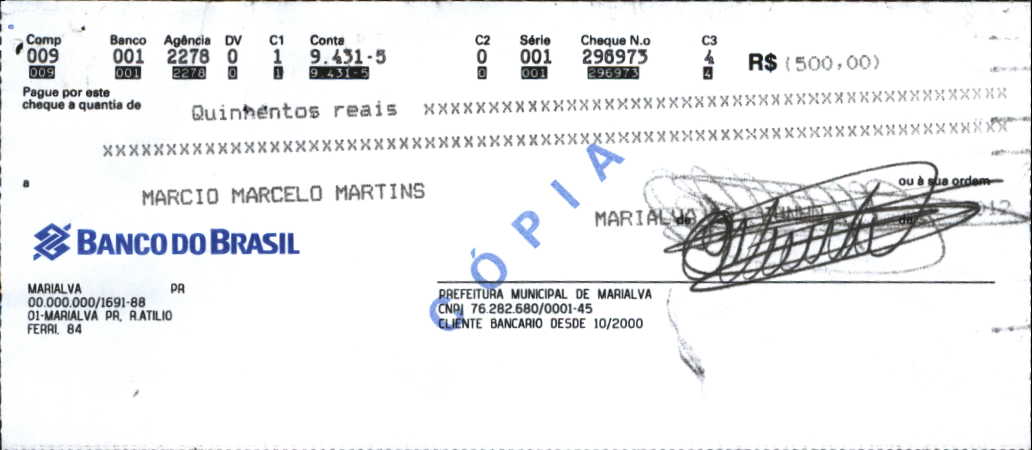 Comp Banco Agência DV C1 Conta C2 Série Cheque N.o C3
009 001 2278 0 1 9.431-5 0 001 296973 4 R$ (500,00)
009 001 2278 0 1 9.431-5 0 001 296973 4
Pague por este
cheque a quantia de Quinhentos reais xxxxxxxxxxxxxxxxxxxxxxxxxxxxxxxxxxxxxxxxxxxxxxxxxxx
xxxxxxxxxxxxxxxxxxxxxxxxxxxxxxxxxxxxxxxxxxxxxxxxxxxxxxxxxxxxxxxxxxxxxxxxxxxxxx
a MARCIO MARCELO MARTINS ou à sua ordem
MARIALVA de
BANCO DO BRASIL
CÓPIA
MARIALVA PR
00.000.000/1691-88
01-MARIALVA PR, R.ATILIO
FERRI, 84
PREFEITURA MUNICIPAL DE MARIALVA
CNPJ 76.282.680/0001-45
CLIENTE BANCARIO DESDE 10/2000